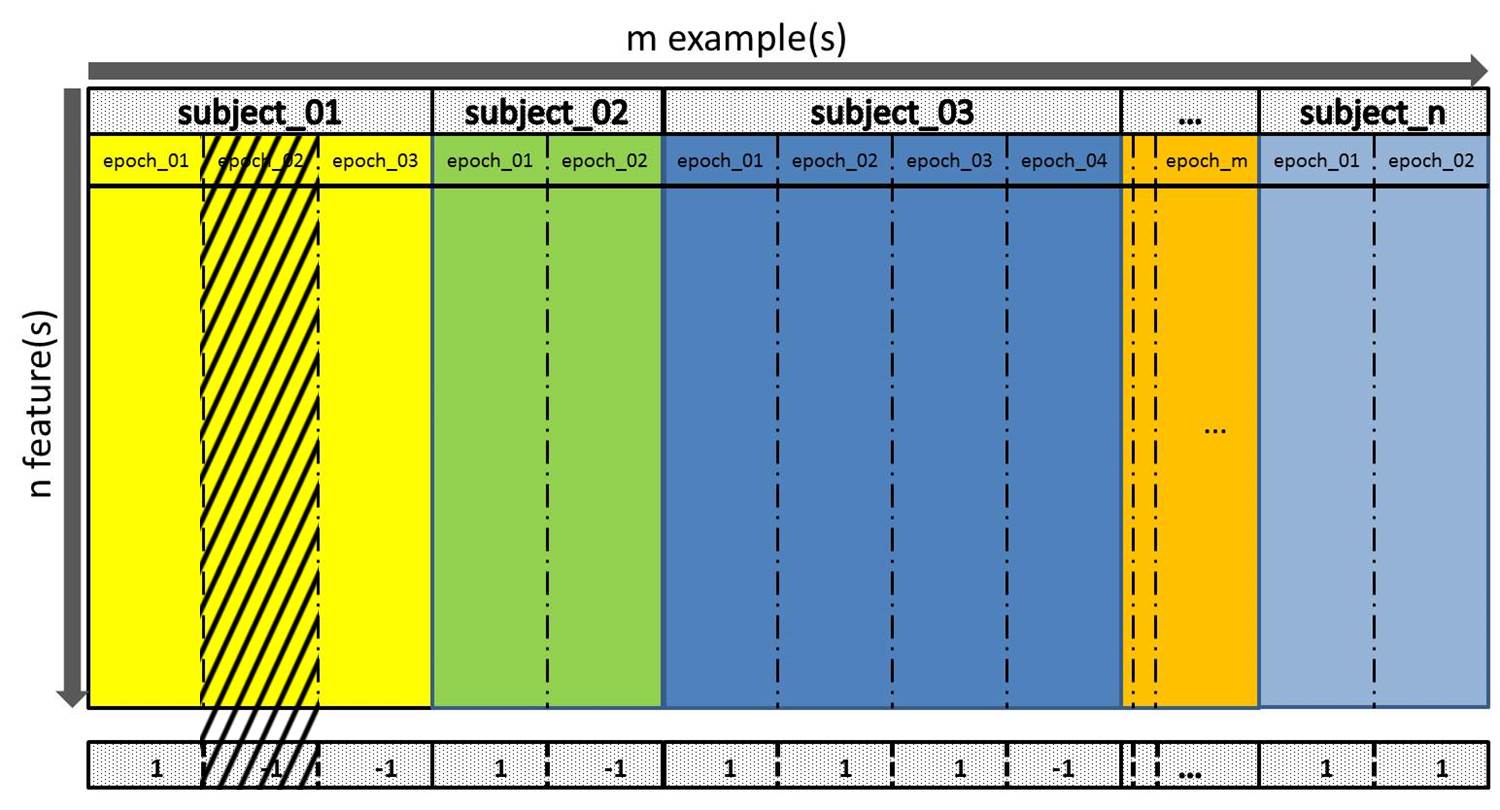 m example(s)
subject_01 subject_02 subject_03 ... subject_n
epoch_01 epoch_02 epoch_03 epoch_01 epoch_02 epoch_01 epoch_02 epoch_03 epoch_04 epoch_m epoch_01 epoch_02
n feature(s)
...
1 -1 -1 1 -1 1 1 1 -1 ... 1 1